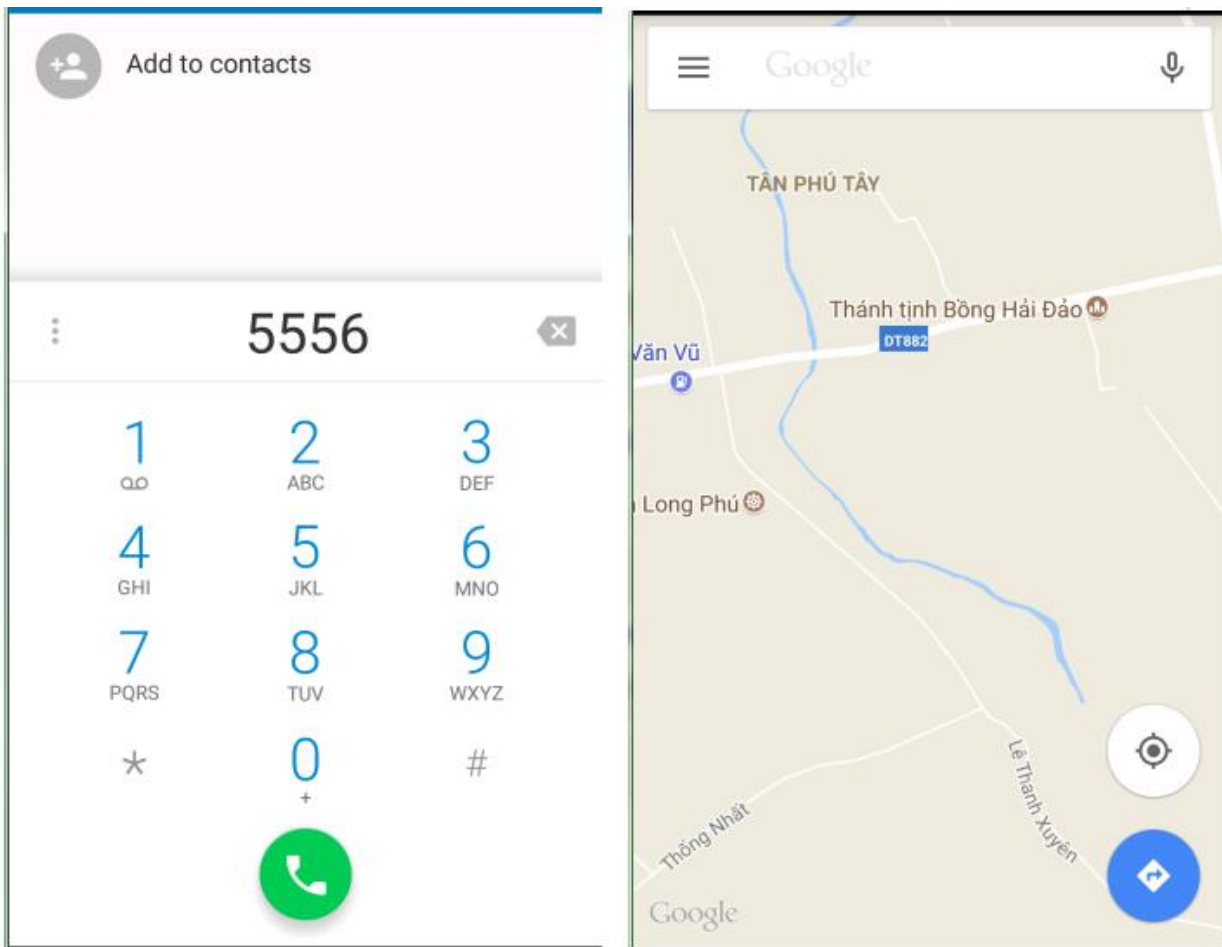 Add to contacts
5556
1
2
ABC
3
DEF
4
GHI
5
JKL
6
MNO
7
PQRS
8
TUV
9
WXYZ
*
0
+
#
Google
TÂN PHÚ TÂY
Thánh tịnh Bồng Hải Đảo
DT882
Văn Vũ
Long Phú
Lê Thanh Xuyên
Thống Nhất
Google